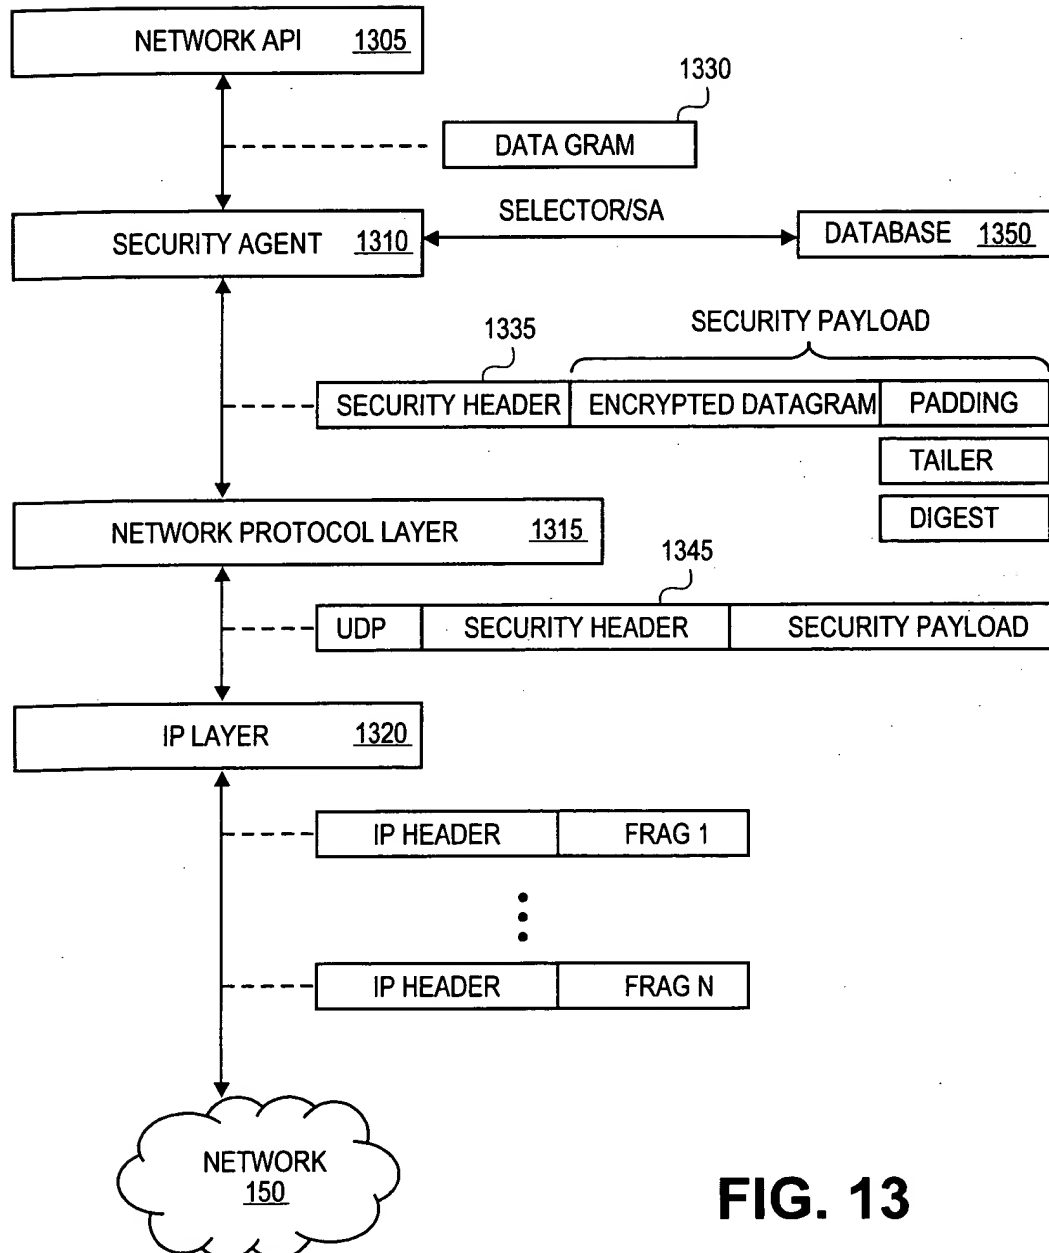 NETWORK API 1305
1330
DATA GRAM
SELECTOR/SA
SECURITY AGENT 1310
DATABASE 1350
SECURITY PAYLOAD
1335
SECURITY HEADER ENCRYPTED DATAGRAM PADDING
TAILER
DIGEST
NETWORK PROTOCOL LAYER 1315
1345
UDP SECURITY HEADER SECURITY PAYLOAD
IP LAYER 1320
IP HEADER FRAG 1
IP HEADER FRAG N
NETWORK
150
FIG. 13